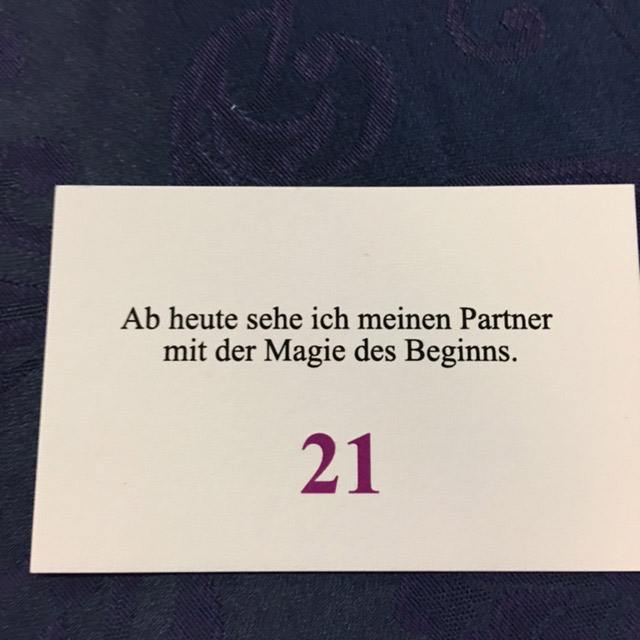 Ab heute sehe ich meinen Partner
mit der Magie des Beginns.
21